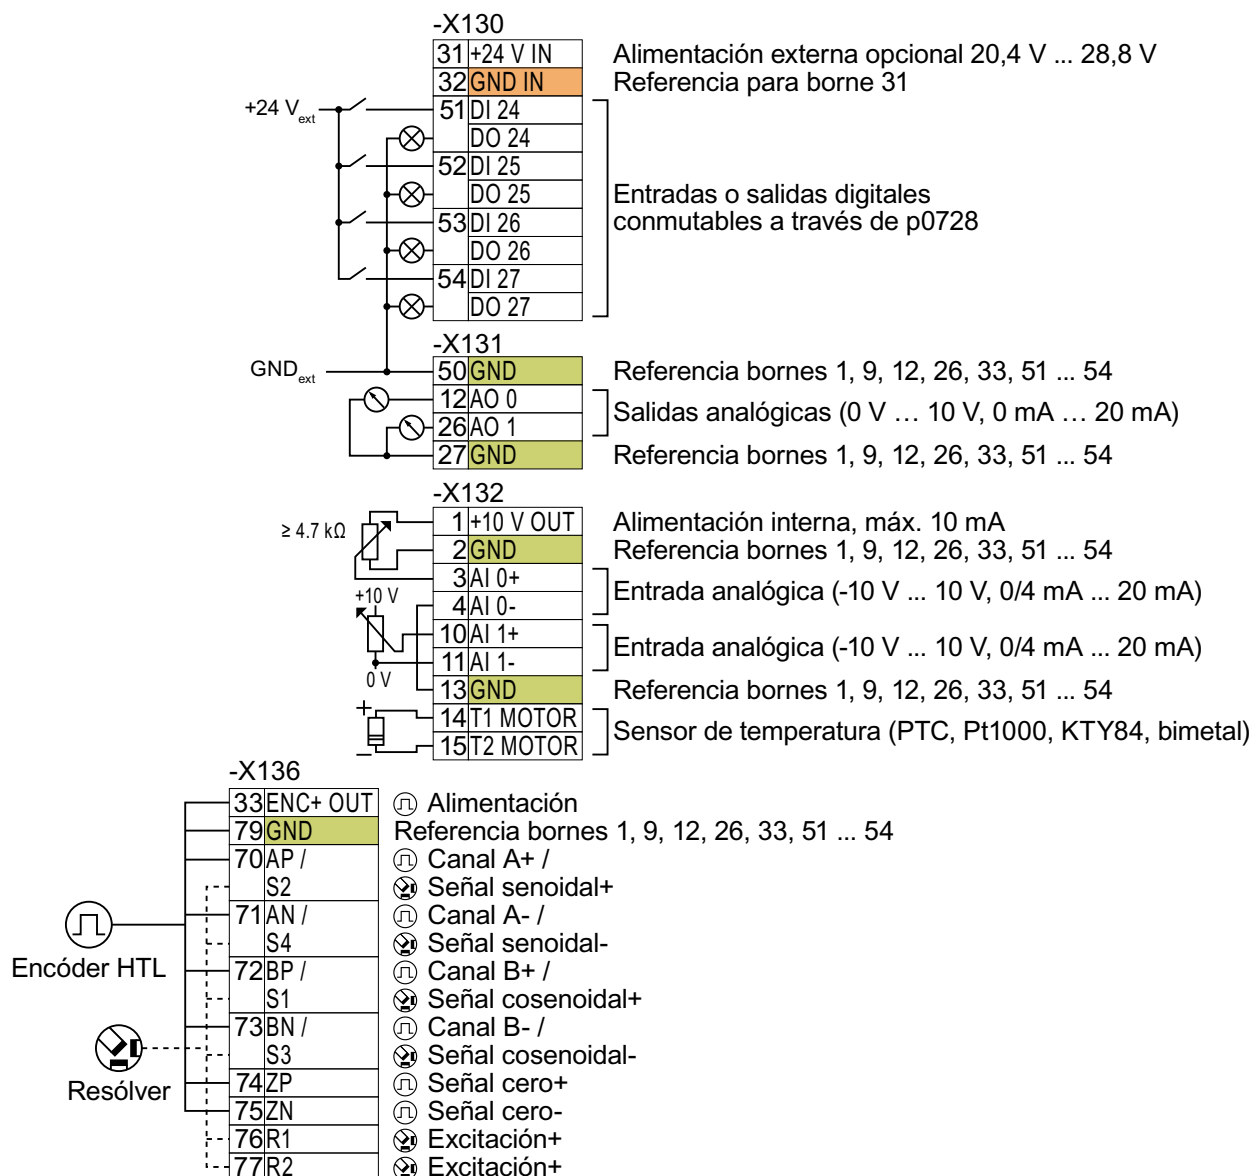 -X130
31 +24 V IN Alimentación externa opcional 20,4 V ... 28,8 V
32 GND IN Referencia para borne 31
+24 Vext 51 DI 24
DO 24
52 DI 25
DO 25 Entradas o salidas digitales
53 DI 26 conmutables a través de p0728
DO 26
54 DI 27
DO 27
-X131
GNDext 50 GND Referencia bornes 1, 9, 12, 26, 33, 51 ... 54
12 AO 0 Salidas analógicas (0 V … 10 V, 0 mA … 20 mA)
26 AO 1
27 GND Referencia bornes 1, 9, 12, 26, 33, 51 ... 54
-X132
≥ 4.7 kΩ 1 +10 V OUT Alimentación interna, máx. 10 mA
2 GND Referencia bornes 1, 9, 12, 26, 33, 51 ... 54
3 AI 0+ Entrada analógica (-10 V ... 10 V, 0/4 mA ... 20 mA)
+10 V 4 AI 0-
10 AI 1+ Entrada analógica (-10 V ... 10 V, 0/4 mA ... 20 mA)
11 AI 1-
0 V 13 GND Referencia bornes 1, 9, 12, 26, 33, 51 ... 54
+ 14 T1 MOTOR Sensor de temperatura (PTC, Pt1000, KTY84, bimetal)
– 15 T2 MOTOR
-X136
33 ENC+ OUT Alimentación
79 GND Referencia bornes 1, 9, 12, 26, 33, 51 ... 54
70 AP / Canal A+ /
S2 Señal senoidal+
71 AN / Canal A- /
S4 Señal senoidal-
Encóder HTL 72 BP / Canal B+ /
S1 Señal cosenoidal+
73 BN / Canal B- /
S3 Señal cosenoidal-
Resólver 74 ZP Señal cero+
75 ZN Señal cero-
76 R1 Excitación+
77 R2 Excitación+